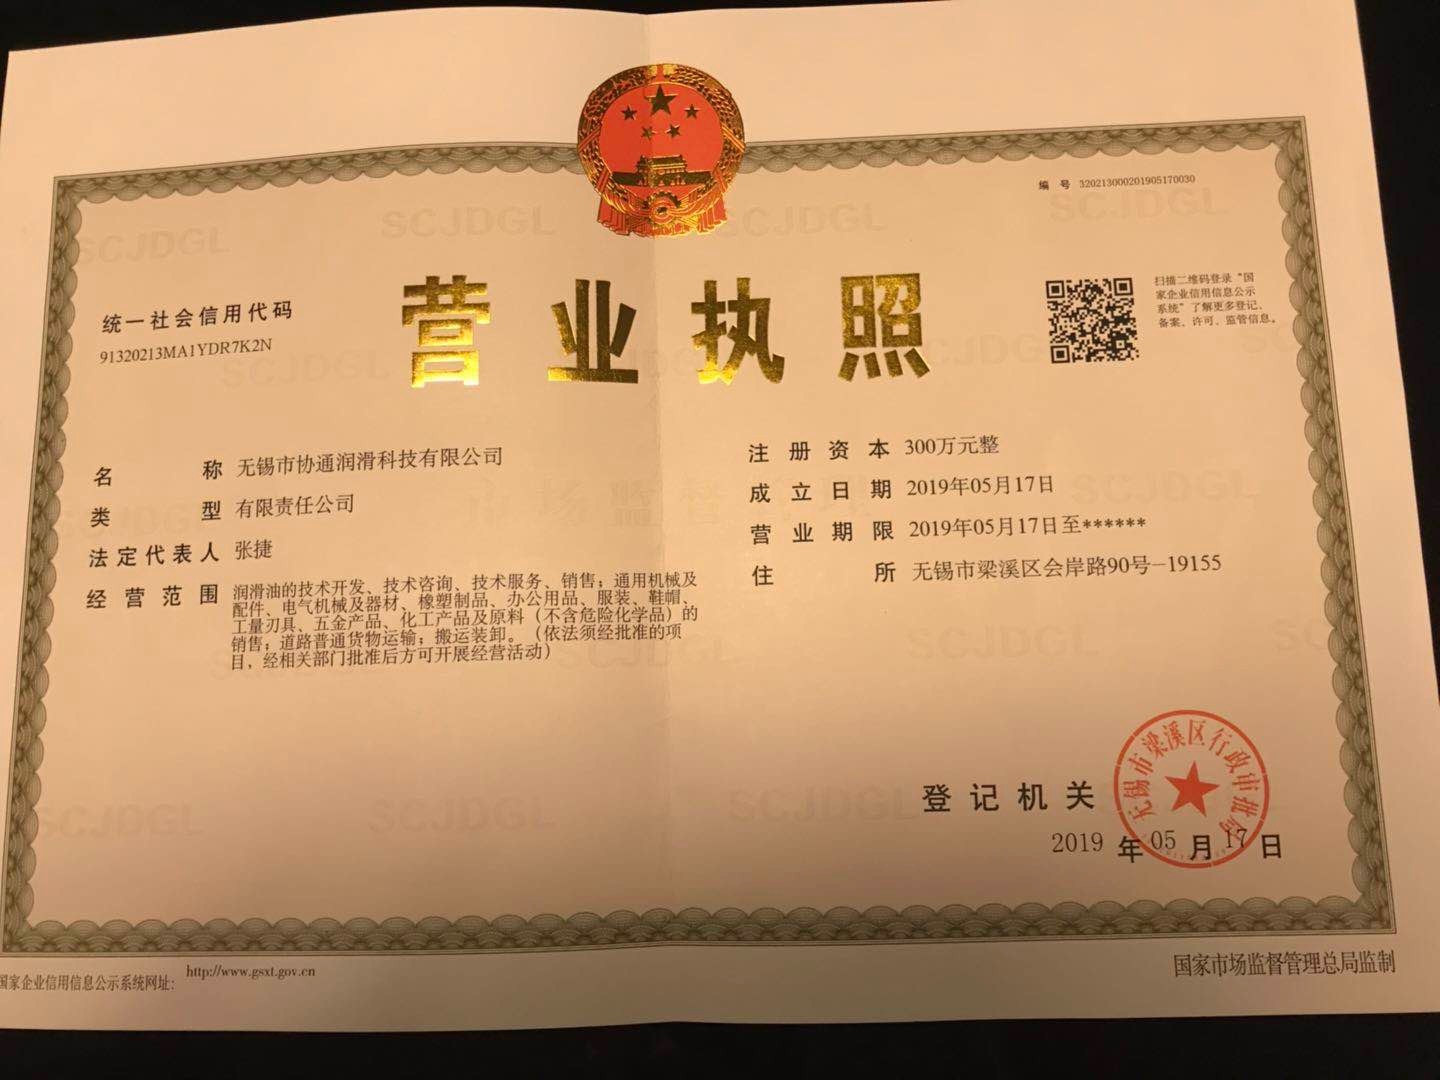 编 号 320213000201905170030
统一社会信用代码
91320213MA1YDR7K2N
营业执照
扫描二维码登录“国
家企业信用信息公示
系统”了解更多登记、
备案、许可、监管信息。
名 称 无锡市协通润滑科技有限公司
类 型 有限责任公司
法定代表人 张捷
经营范围 润滑油的技术开发、技术咨询、技术服务、销售；通用机械及
配件、电气机械及器材、橡塑制品、办公用品、服装、鞋帽、
工量刃具、五金产品、化工产品及原料（不含危险化学品）的
销售；道路普通货物运输；搬运装卸。（依法须经批准的项
目，经相关部门批准后方可开展经营活动）
注册资本 300万元整
成立日期 2019年05月17日
营业期限 2019年05月17日至******
住 所 无锡市梁溪区会岸路90号-19155
登记机关
无锡市梁溪区行政审批局
2019 年 05 月 17 日
国家企业信用信息公示系统网址：
http://www.gsxt.gov.cn
国家市场监督管理总局监制
SCJDGL
市场监督管理